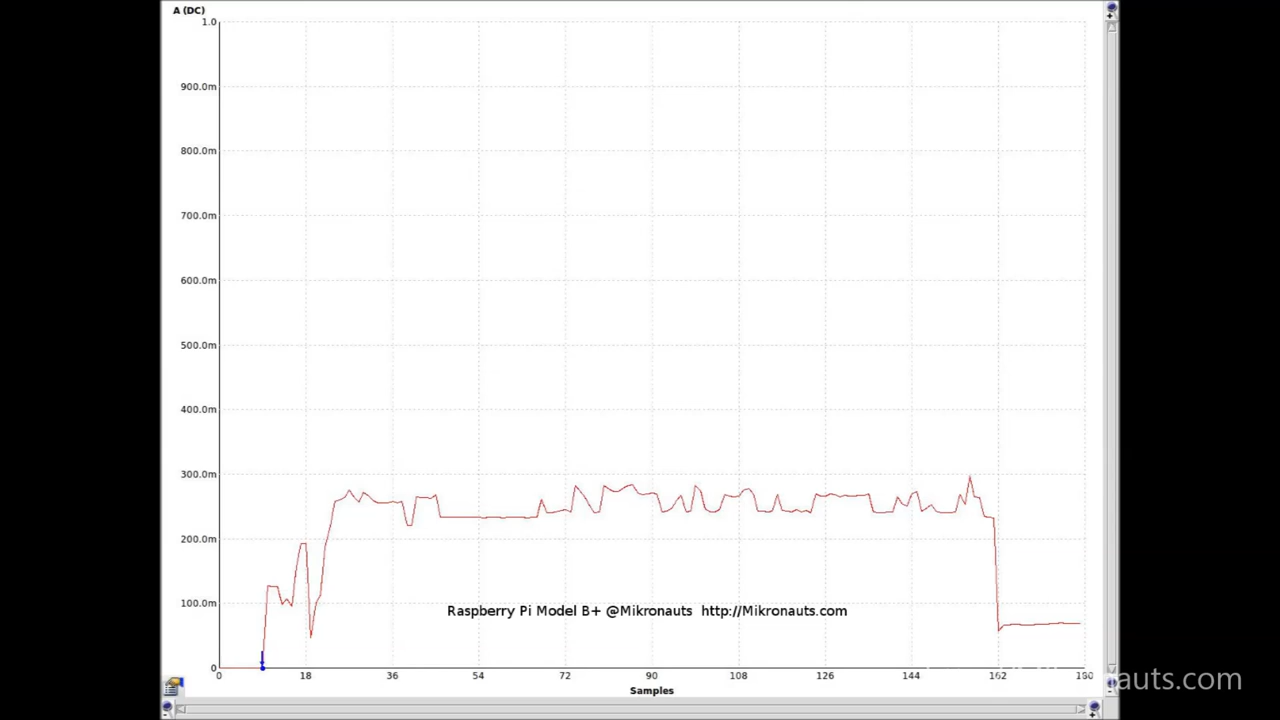 A (DC)
1.0
900.0m
800.0m
700.0m
600.0m
500.0m
400.0m
300.0m
200.0m
100.0m
Raspberry Pi Model B+ @Mikronauts http://Mikronauts.com
0
0 18 36 54 72 90 108 126 144 162 180
Samples
nauts.com